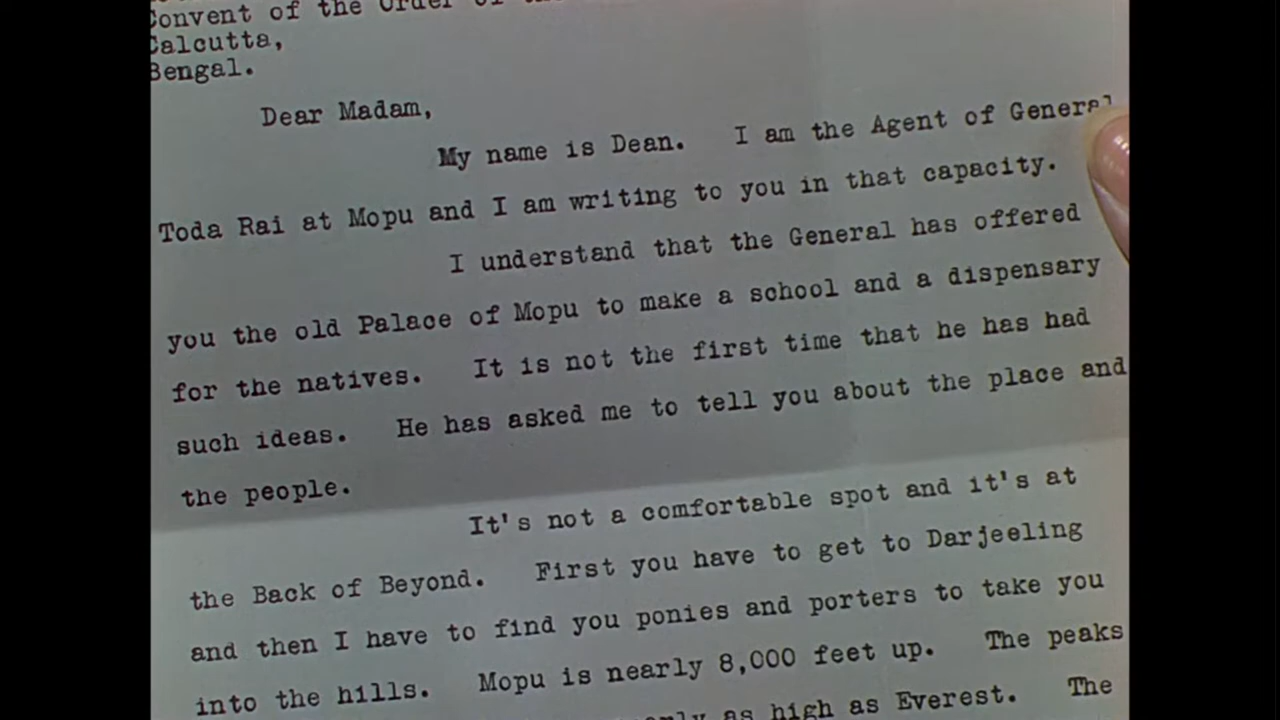 Convent of the Order of the
Calcutta,
Bengal.
Dear Madam,
My name is Dean. I am the Agent of General
Toda Rai at Mopu and I am writing to you in that capacity.
I understand that the General has offered
you the old Palace of Mopu to make a school and a dispensary
for the natives. It is not the first time that he has had
such ideas. He has asked me to tell you about the place and
the people.
It's not a comfortable spot and it's at
the Back of Beyond. First you have to get to Darjeeling
and then I have to find you ponies and porters to take you
into the hills. Mopu is nearly 8,000 feet up. The peaks
as high as Everest. The